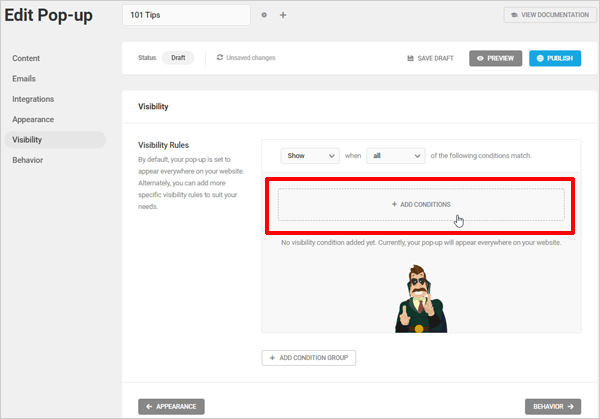 Edit Pop-up
101 Tips
VIEW DOCUMENTATION
Content
Emails
Integrations
Appearance
Visibility
Behavior
Status Draft Unsaved changes SAVE DRAFT PREVIEW PUBLISH
Visibility
Visibility Rules
By default, your pop-up is set to
appear everywhere on your website.
Alternately, you can add more
specific visibility rules to suit your
needs.
Show when all of the following conditions match.
+ ADD CONDITIONS
No visibility condition added yet. Currently, your pop-up will appear everywhere on your website.
+ ADD CONDITION GROUP
← APPEARANCE
BEHAVIOR →